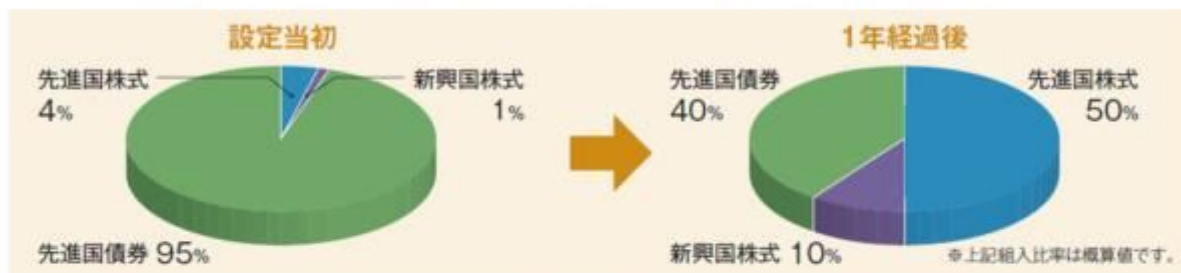 設定当初
先進国株式
4%
新興国株式
1%
先進国債券 95%
1年経過後
先進国債券
40%
先進国株式
50%
新興国株式 10%
※上記組入比率は概算値です。